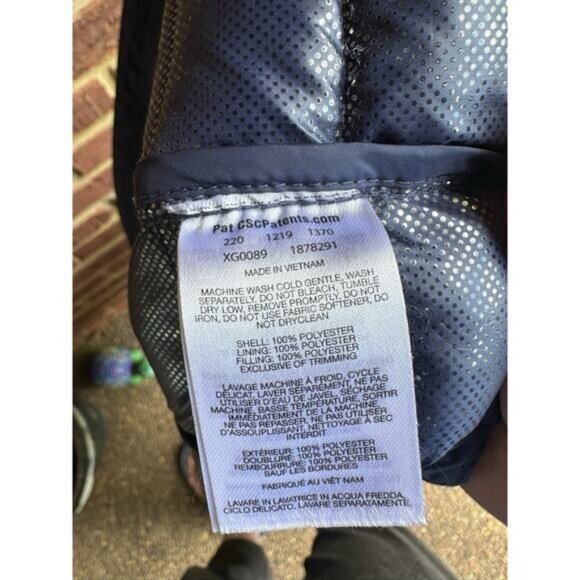 Pat CScPatents.com
220 1219 1370
XG0089 1878291
MADE IN VIETNAM
MACHINE WASH COLD GENTLE, WASH
SEPARATELY, DO NOT BLEACH, TUMBLE
DRY LOW, REMOVE PROMPTLY, DO NOT
IRON, DO NOT USE FABRIC SOFTENER, DO
NOT DRYCLEAN
SHELL: 100% POLYESTER
LINING: 100% POLYESTER
FILLING: 100% POLYESTER
EXCLUSIVE OF TRIMMING
LAVAGE MACHINE À FROID, CYCLE
DÉLICAT, LAVER SÉPARÉMENT, NE PAS
UTILISER D'EAU DE JAVEL, SÉCHAGE
MACHINE, BASSE TEMPÉRATURE, SORTIR
IMMÉDIATEMENT DE LA MACHINE,
NE PAS REPASSER, NE PAS UTILISER
D'ASSOUPLISSANT, NETTOYAGE À SEC
INTERDIT
EXTÉRIEUR: 100% POLYESTER
DOUBLURE: 100% POLYESTER
REMBOURRURE: 100% POLYESTER
SAUF LES BORDURES
FABRIQUÉ AU VIÊT NAM
LAVARE IN LAVATRICE IN ACQUA FREDDA,
CICLO DELICATO, LAVARE SEPARATAMENTE.